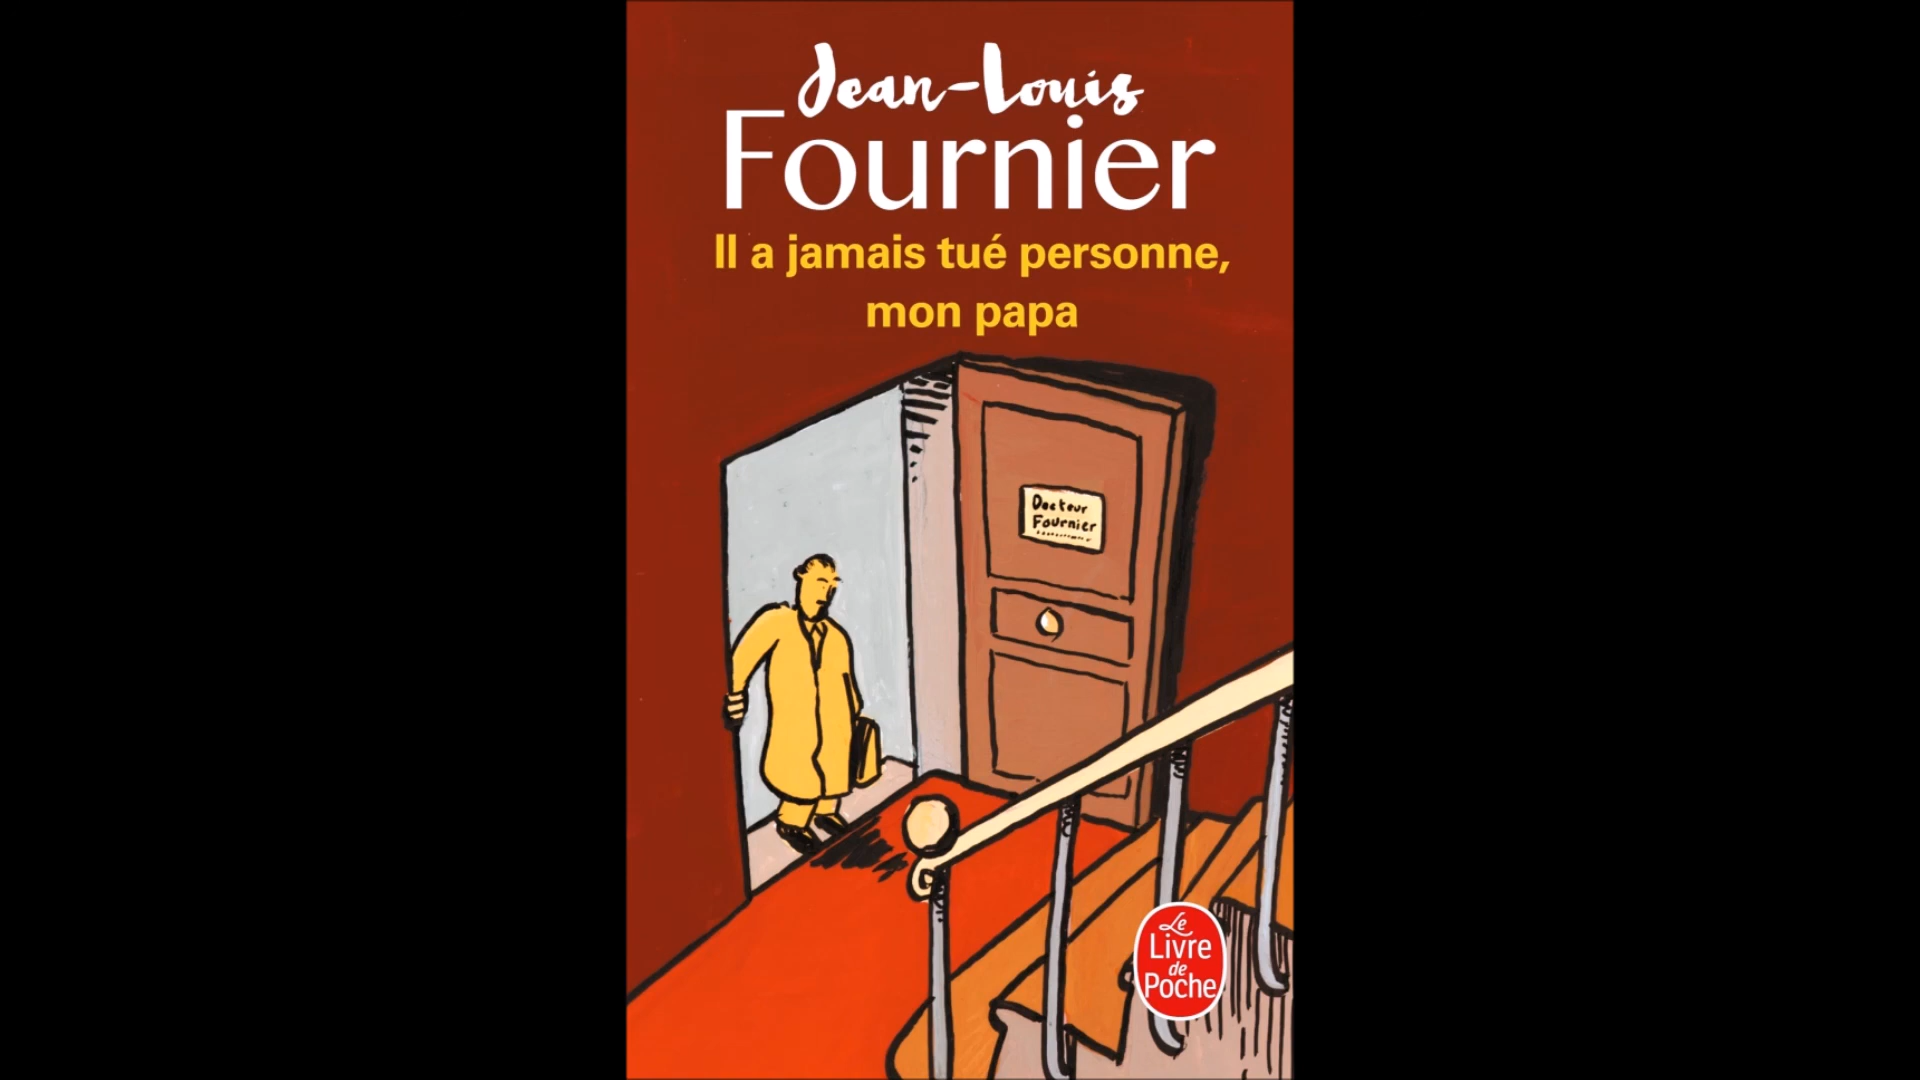 Jean-Louis
Fournier
Il a jamais tué personne,
mon papa
Docteur
Fournier
Le
Livre
de
Poche